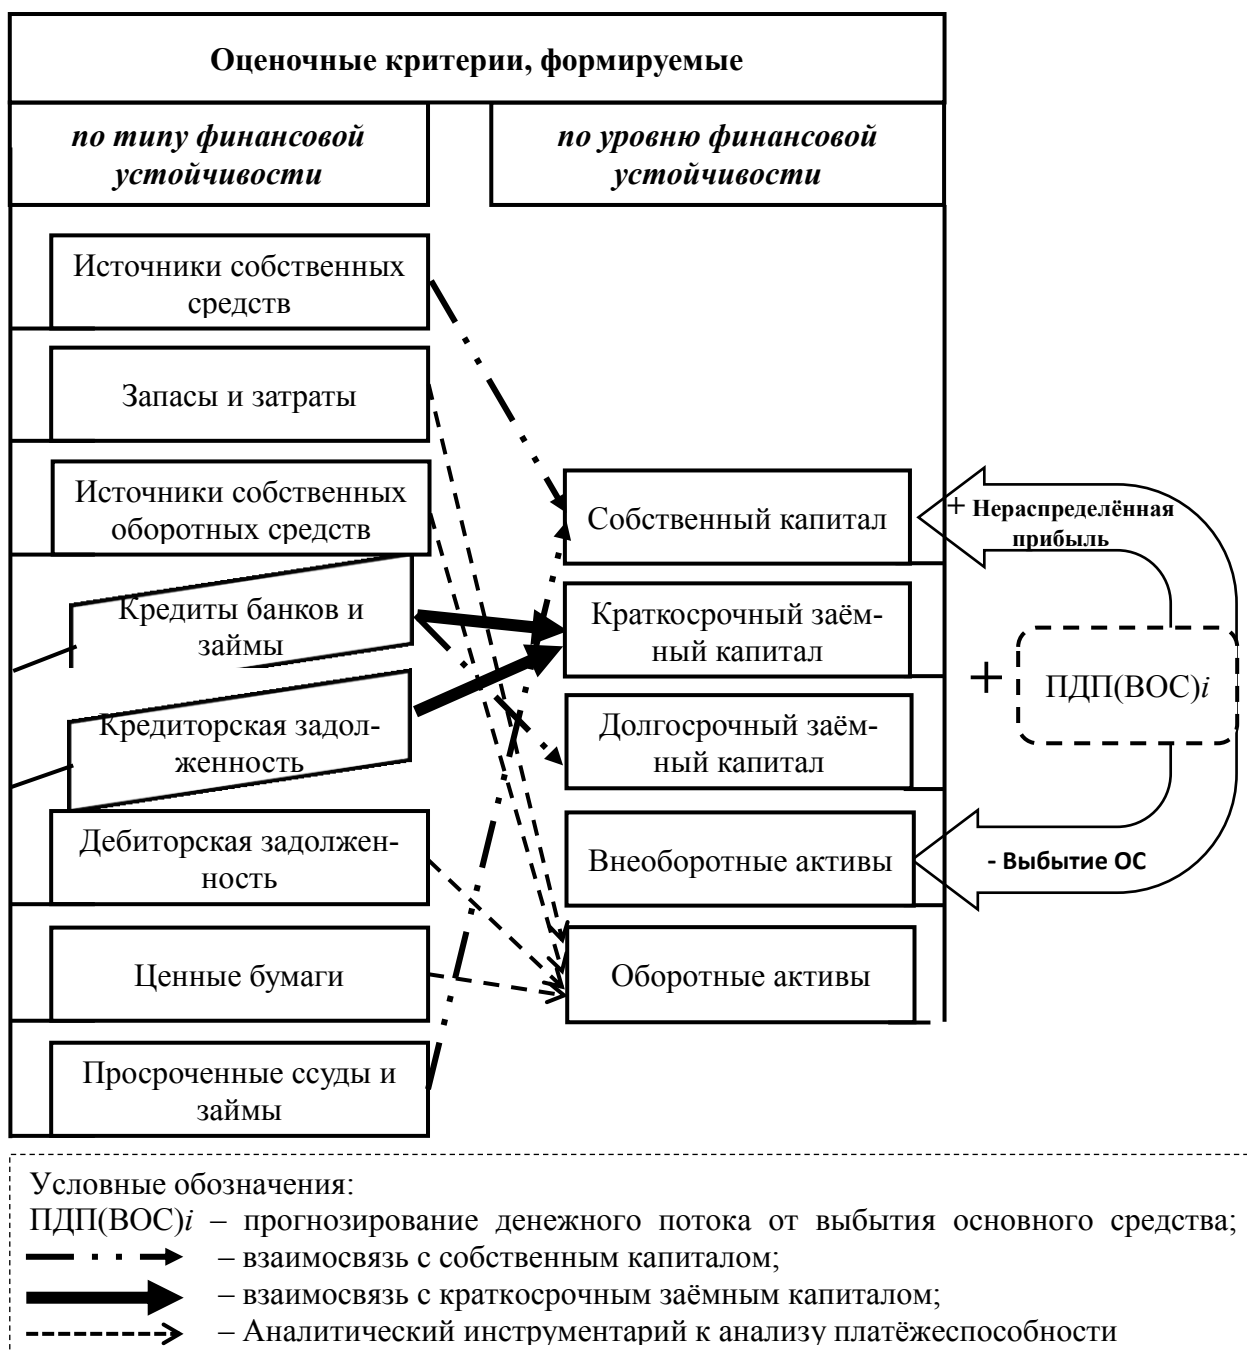 Оценочные критерии, формируемые
по типу финансовой
устойчивости
по уровню финансовой
устойчивости
Источники собственных
средств
Запасы и затраты
Источники собственных
оборотных средств
Кредиты банков и
займы
Кредиторская задол-
женность
Дебиторская задолжен-
ность
Ценные бумаги
Просроченные ссуды и
займы
Собственный капитал
Краткосрочный заём-
ный капитал
Долгосрочный заём-
ный капитал
Внеоборотные активы
Оборотные активы
+ Нераспределённая
прибыль
+
ПДП(ВОС)i
- Выбытие ОС
Условные обозначения:
ПДП(ВОС)i – прогнозирование денежного потока от выбытия основного средства;
– взаимосвязь с собственным капиталом;
– взаимосвязь с краткосрочным заёмным капиталом;
– Аналитический инструментарий к анализу платёжеспособности